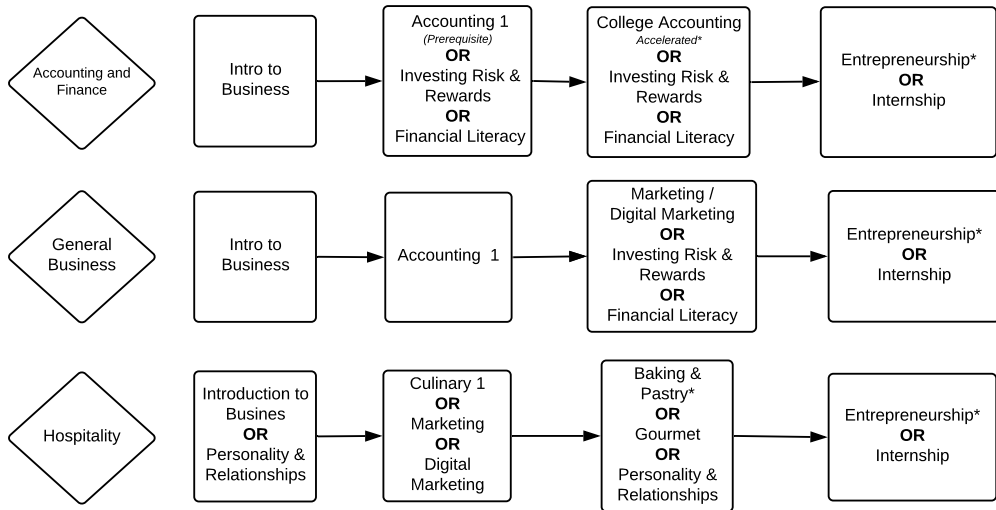 Accounting and
Finance
Intro to
Business
Accounting 1
(Prerequisite)
OR
Investing Risk &
Rewards
OR
Financial Literacy
College Accounting
Accelerated*
OR
Investing Risk &
Rewards
OR
Financial Literacy
Entrepreneurship*
OR
Internship
General
Business
Intro to
Business
Accounting 1
Marketing /
Digital Marketing
OR
Investing Risk &
Rewards
OR
Financial Literacy
Entrepreneurship*
OR
Internship
Hospitality
Introduction to
Busines
OR
Personality &
Relationships
Culinary 1
OR
Marketing
OR
Digital
Marketing
Baking &
Pastry*
OR
Gourmet
OR
Personality &
Relationships
Entrepreneurship*
OR
Internship